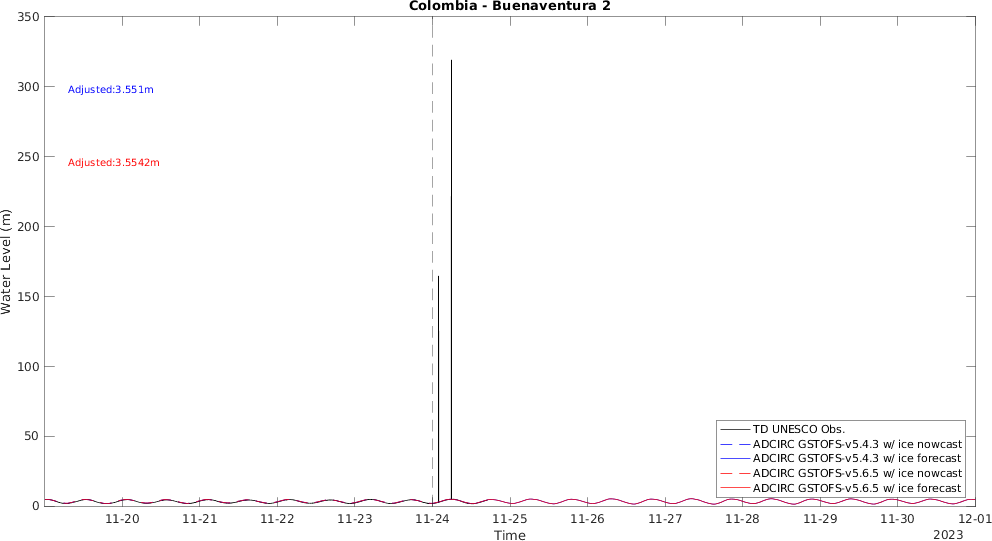 Colombia - Buenaventura 2
350
300
250
200
150
100
50
0
Water Level (m)
Adjusted:3.551m
Adjusted:3.5542m
TD UNESCO Obs.
ADCIRC GSTOFS-v5.4.3 w/ ice nowcast
ADCIRC GSTOFS-v5.4.3 w/ ice forecast
ADCIRC GSTOFS-v5.6.5 w/ ice nowcast
ADCIRC GSTOFS-v5.6.5 w/ ice forecast
11-20 11-21 11-22 11-23 11-24 11-25 11-26 11-27 11-28 11-29 11-30 12-01
Time
2023